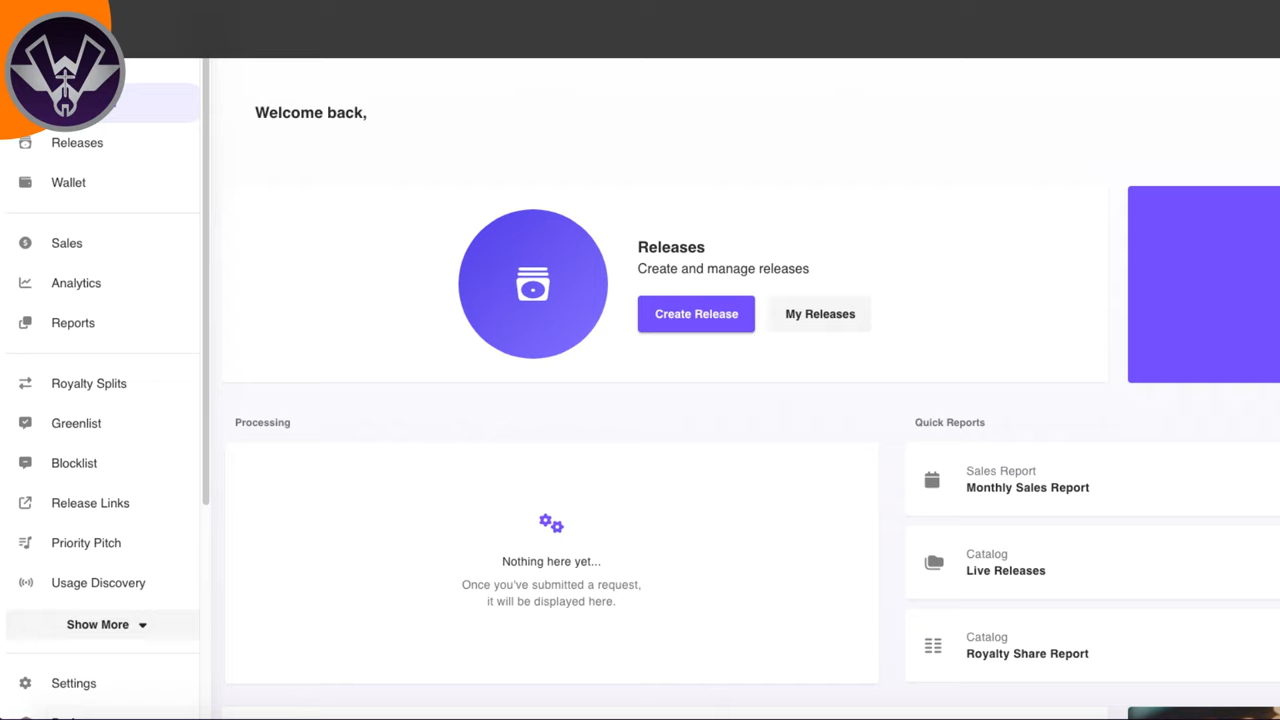 Welcome back,
Releases
Wallet
Sales
Analytics
Reports
Royalty Splits
Greenlist
Blocklist
Release Links
Priority Pitch
Usage Discovery
Show More
Settings
Releases
Create and manage releases
Create Release
My Releases
Processing
Nothing here yet...
Once you've submitted a request,
it will be displayed here.
Quick Reports
Sales Report
Monthly Sales Report
Catalog
Live Releases
Catalog
Royalty Share Report